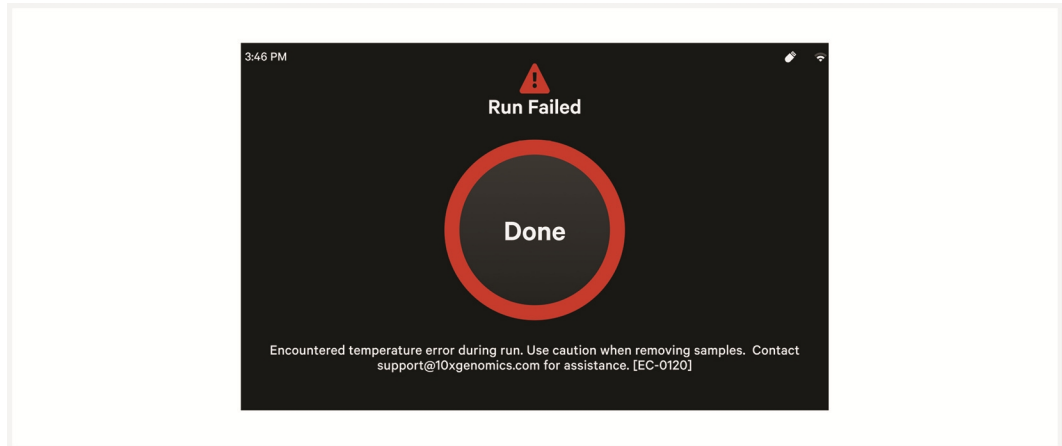 3:46 PM
Run Failed
Done
Encountered temperature error during run. Use caution when removing samples. Contact
support@10xgenomics.com for assistance. [EC-0120]